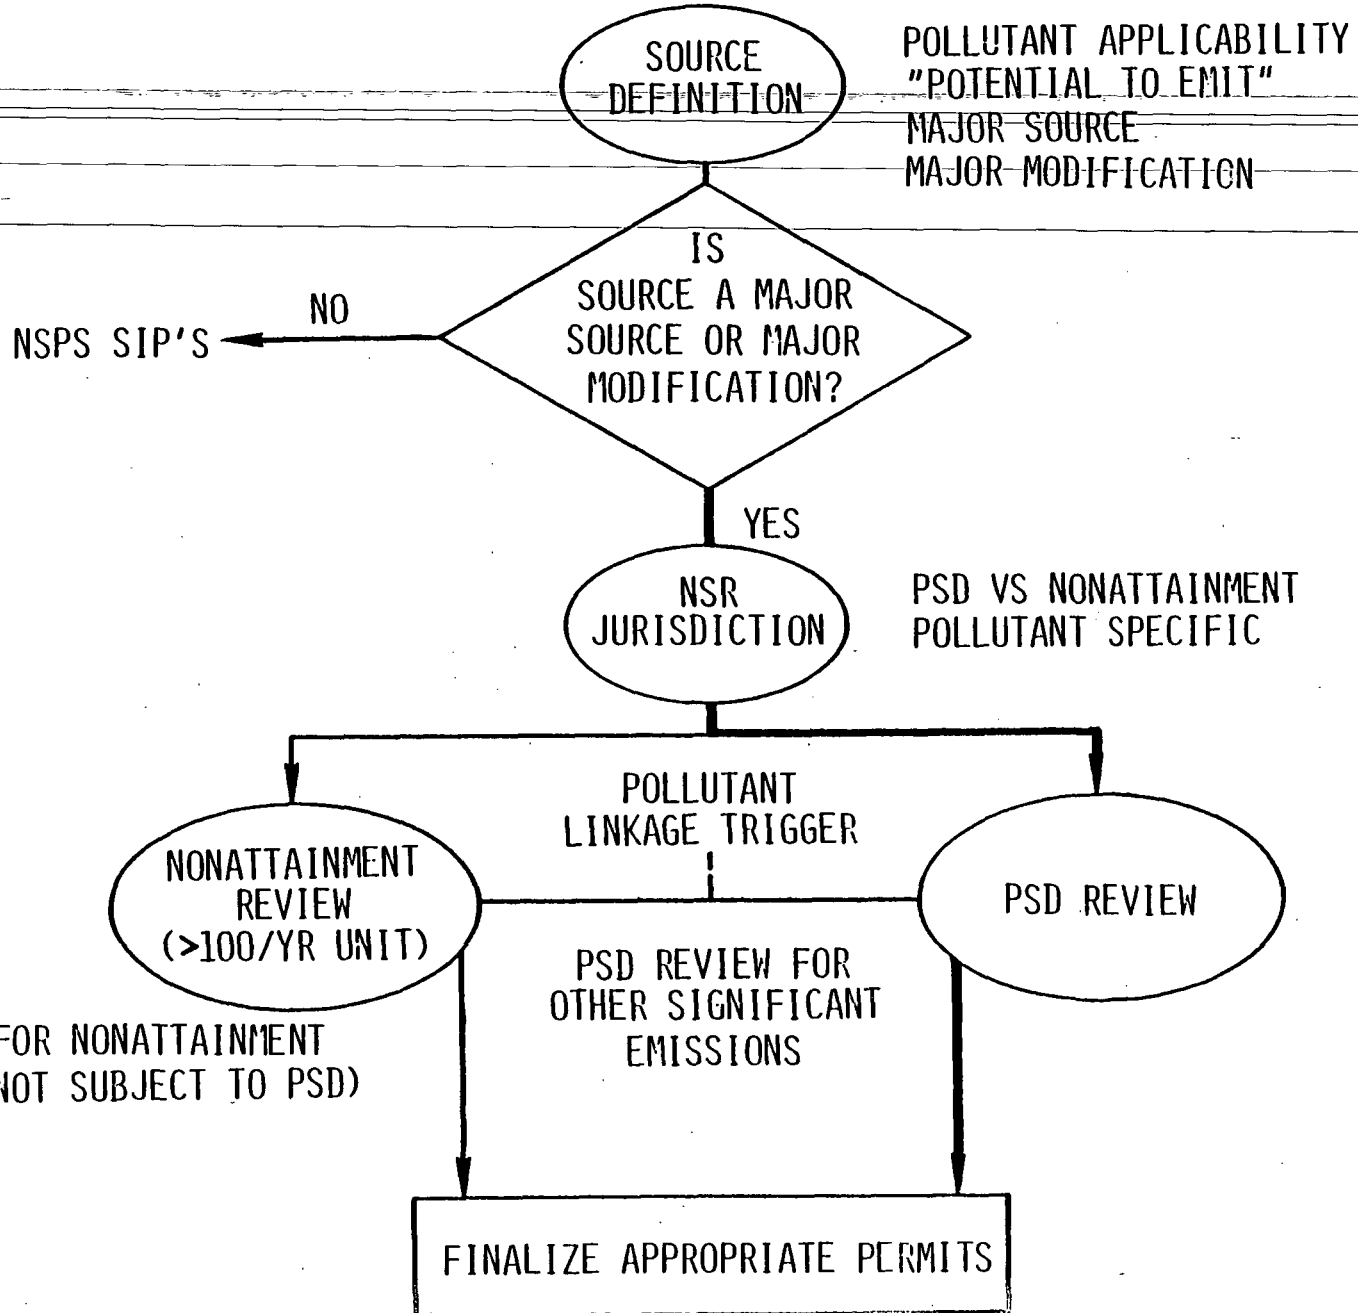 SOURCE
DEFINITION
POLLUTANT APPLICABILITY
"POTENTIAL TO EMIT"
MAJOR SOURCE
MAJOR MODIFICATION
IS
SOURCE A MAJOR
SOURCE OR MAJOR
MODIFICATION?
NO
NSPS SIP'S
YES
NSR
JURISDICTION
PSD VS NONATTAINMENT
POLLUTANT SPECIFIC
POLLUTANT
LINKAGE TRIGGER
NONATTAINMENT
REVIEW
(>100/YR UNIT)
PSD REVIEW
PSD REVIEW FOR
OTHER SIGNIFICANT
EMISSIONS
FOR NONATTAINMENT
NOT SUBJECT TO PSD)
FINALIZE APPROPRIATE PERMITS